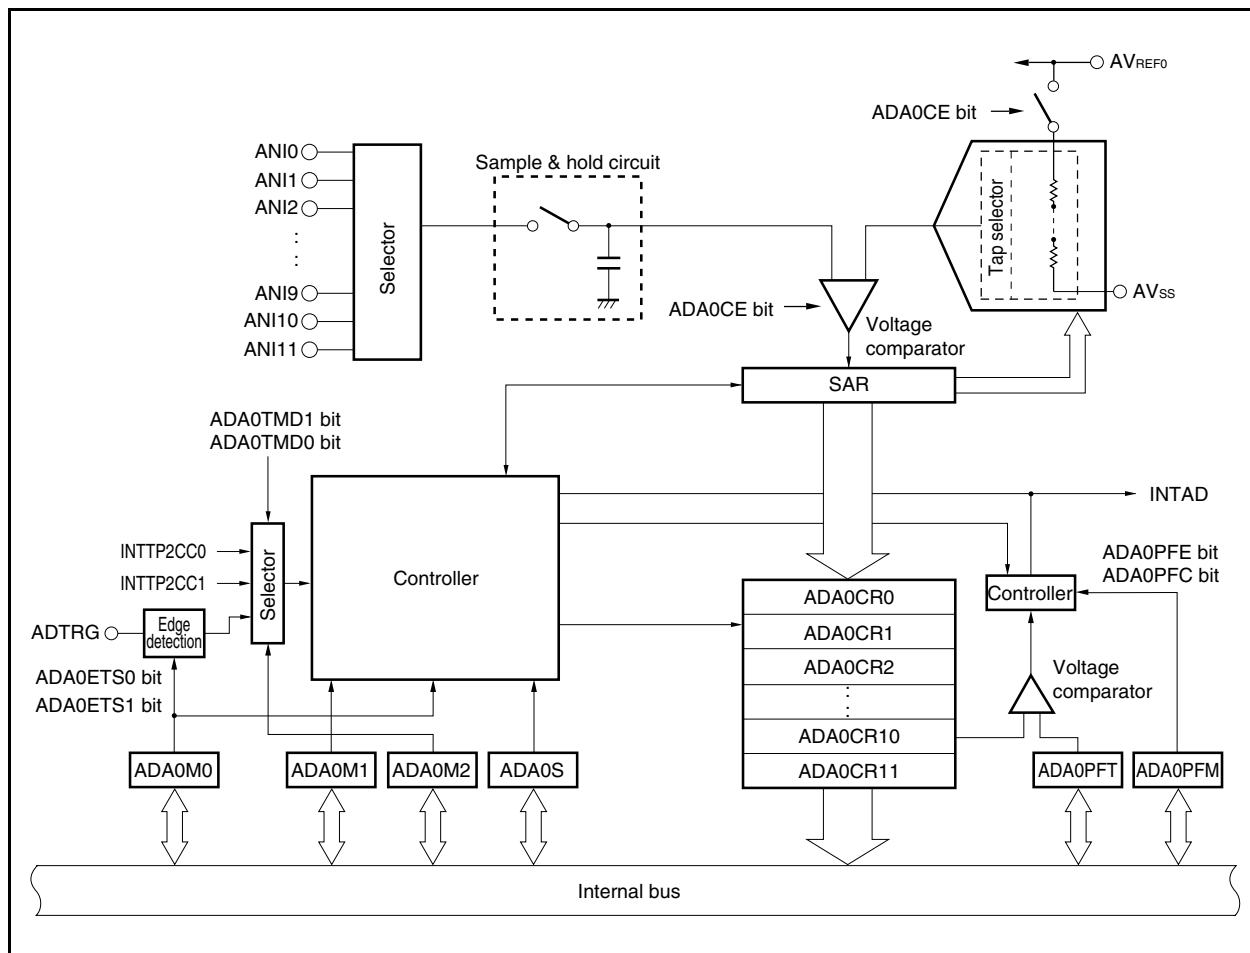 AVREF0
ADA0CE bit
ANI0
ANI1
ANI2
ANI9
ANI10
ANI11
Selector
Sample & hold circuit
Tap selector
AVSS
ADA0CE bit
Voltage
comparator
SAR
ADA0TMD1 bit
ADA0TMD0 bit
INTTP2CC0
INTTP2CC1
Selector
ADTRG
Edge
detection
ADA0ETS0 bit
ADA0ETS1 bit
Controller
INTAD
ADA0PFE bit
ADA0PFC bit
Controller
Voltage
comparator
ADA0CR0
ADA0CR1
ADA0CR2
ADA0CR10
ADA0CR11
ADA0M0
ADA0M1
ADA0M2
ADA0S
ADA0PFT
ADA0PFM
Internal bus